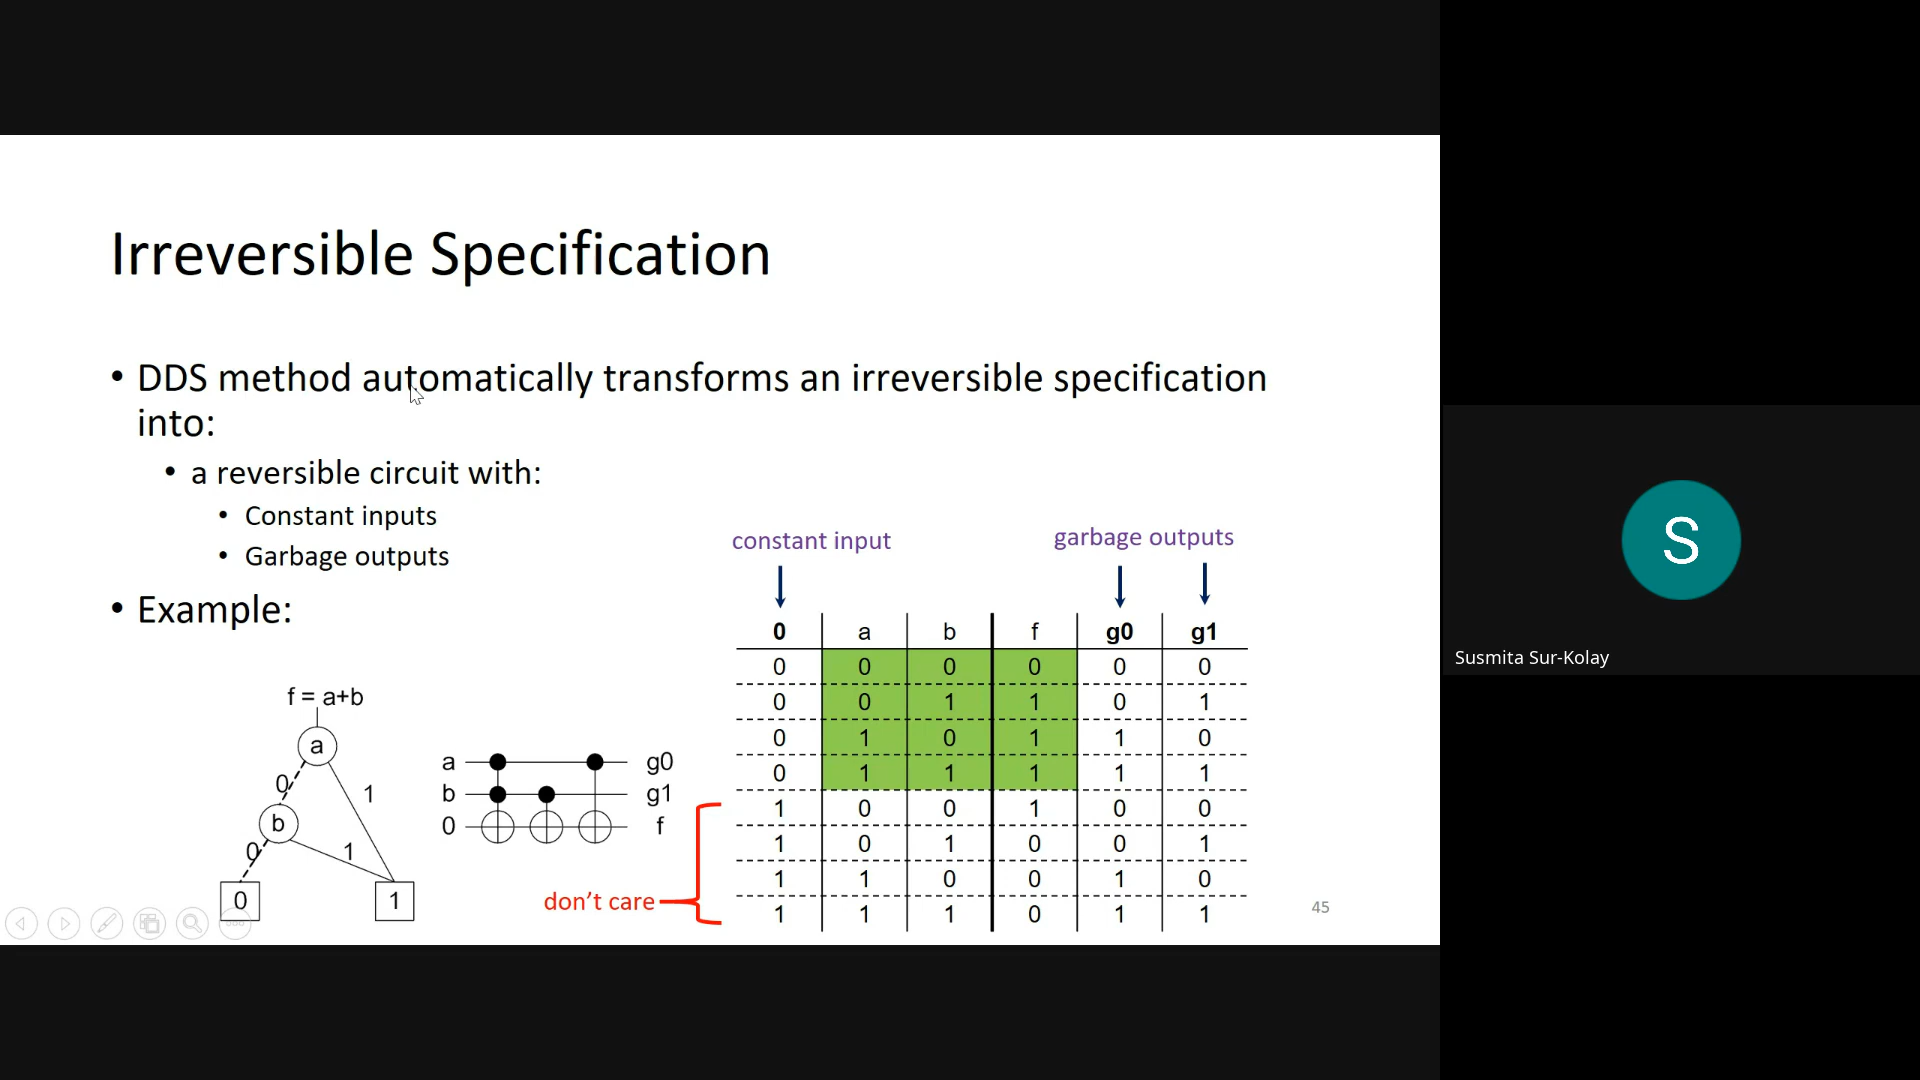 Irreversible Specification
• DDS method automatically transforms an irreversible specification
into:
• a reversible circuit with:
• Constant inputs
• Garbage outputs
• Example:
f = a+b
a
0
1
b
0
1
0
1
a g0
b g1
0 f
don't care
constant input
garbage outputs
0 a b f g0 g1
0 0 0 0 0 0
0 0 1 1 0 1
0 1 0 1 1 0
0 1 1 1 1 1
1 0 0 1 0 0
1 0 1 0 0 1
1 1 0 0 1 0
1 1 1 0 1 1
45
S
Susmita Sur-Kolay